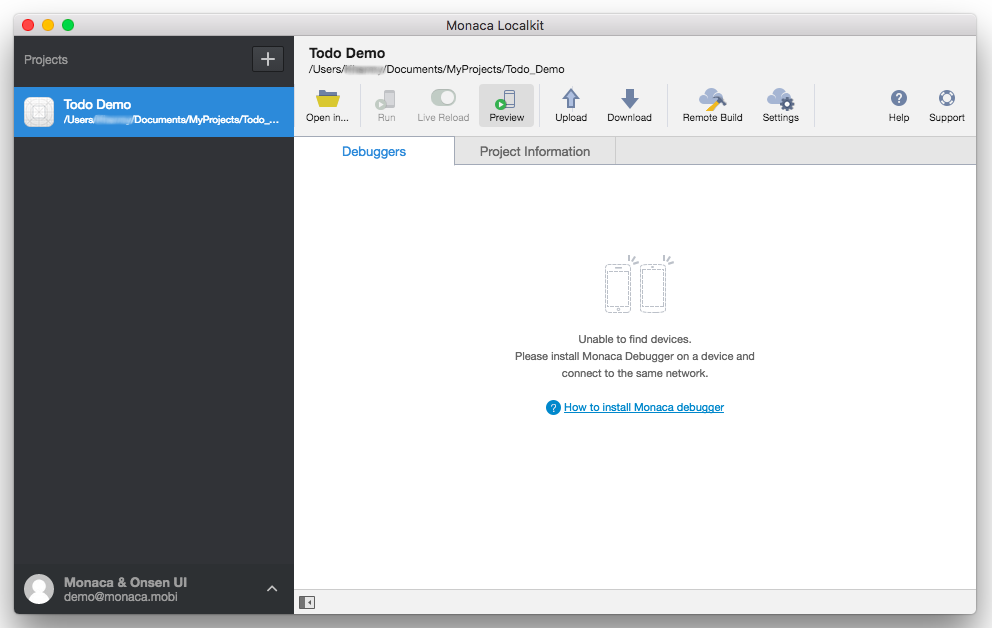 Monaca Localkit
Projects
Todo Demo
/Users/ /Documents/MyProjects/Todo_...
Monaca & Onsen UI
demo@monaca.mobi
Todo Demo
/Users/ /Documents/MyProjects/Todo_Demo
Open in...
Run
Live Reload
Preview
Upload
Download
Remote Build
Settings
Help
Support
Debuggers
Project Information
Unable to find devices.
Please install Monaca Debugger on a device and
connect to the same network.
? How to install Monaca debugger